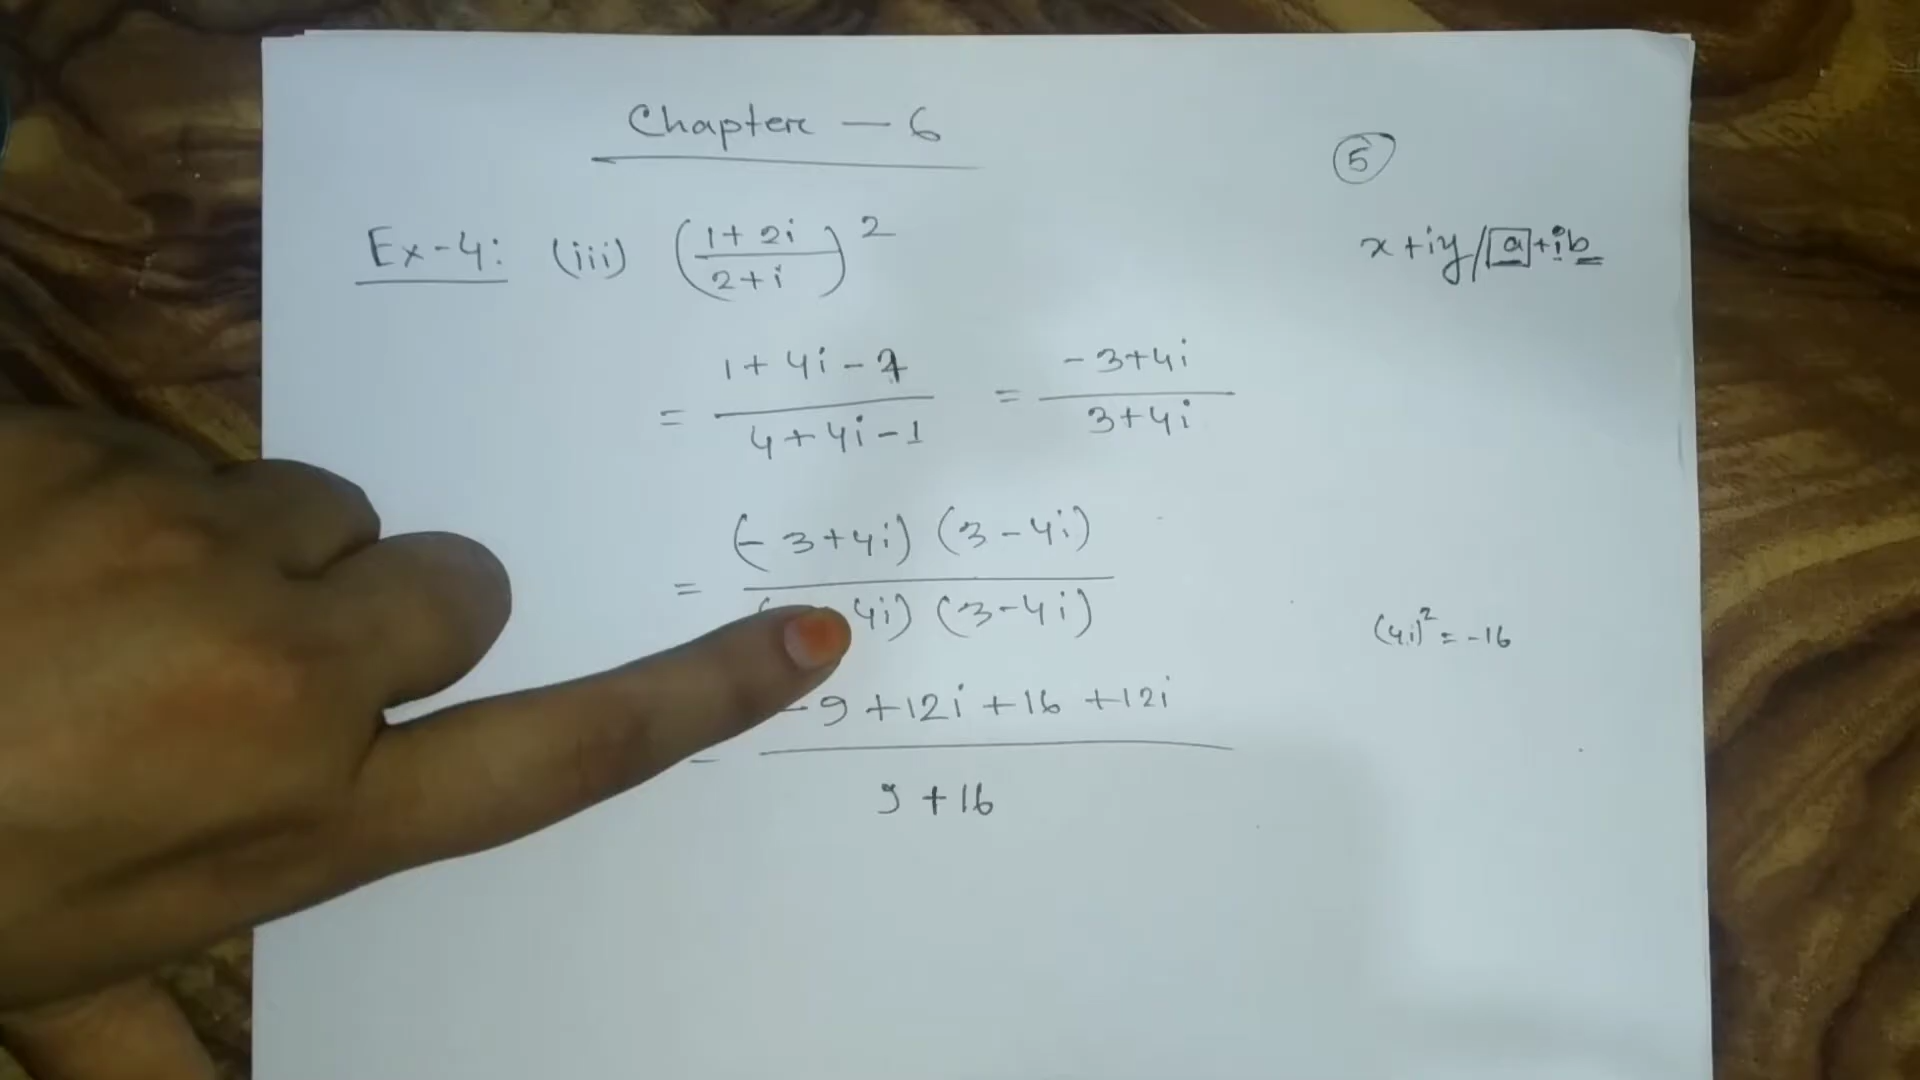 Chapter — 6
5
Ex-4: (iii) (1+2i / 2+i)^2
x+iy/a+ib
= 1+4i-4 / 4+4i-1 = -3+4i / 3+4i
= (-3+4i) (3-4i) / 4i) (3-4i)
(4i)^2 = -16
-9+12i+16+12i / 9+16